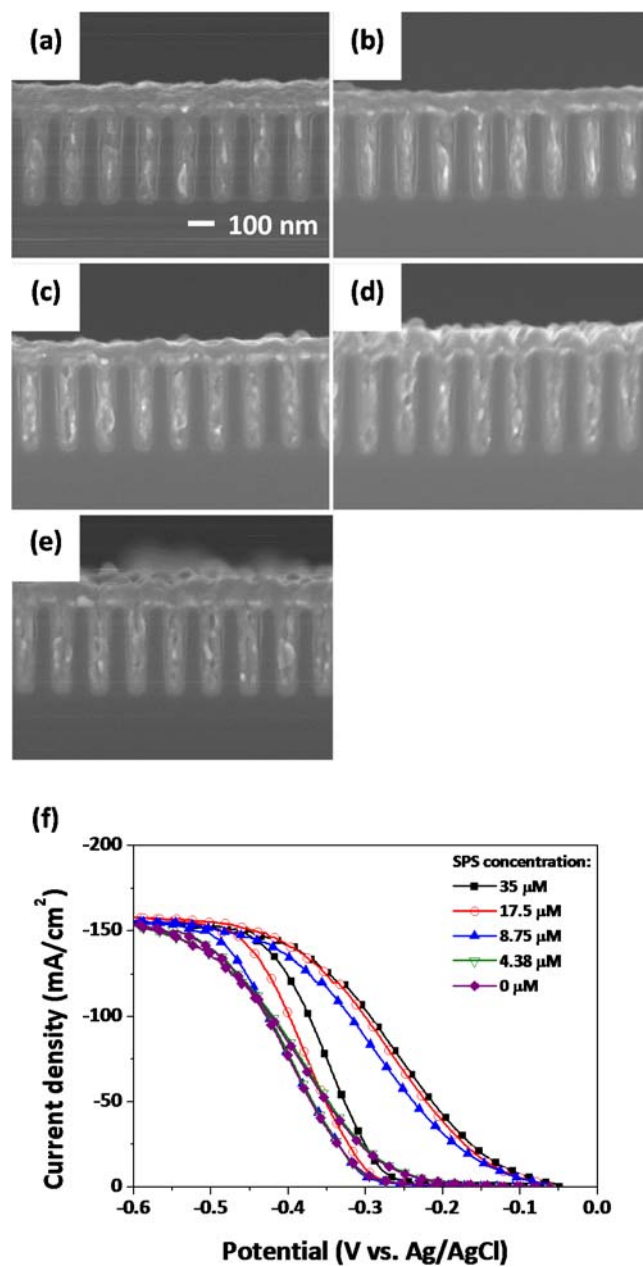 (a)
(b)
100 nm
(c)
(d)
(e)
(f)
-200
-150
-100
-50
0
Current density (mA/cm²)
SPS concentration:
35 μM
17.5 μM
8.75 μM
4.38 μM
0 μM
-0.6
-0.5
-0.4
-0.3
-0.2
-0.1
0.0
Potential (V vs. Ag/AgCl)